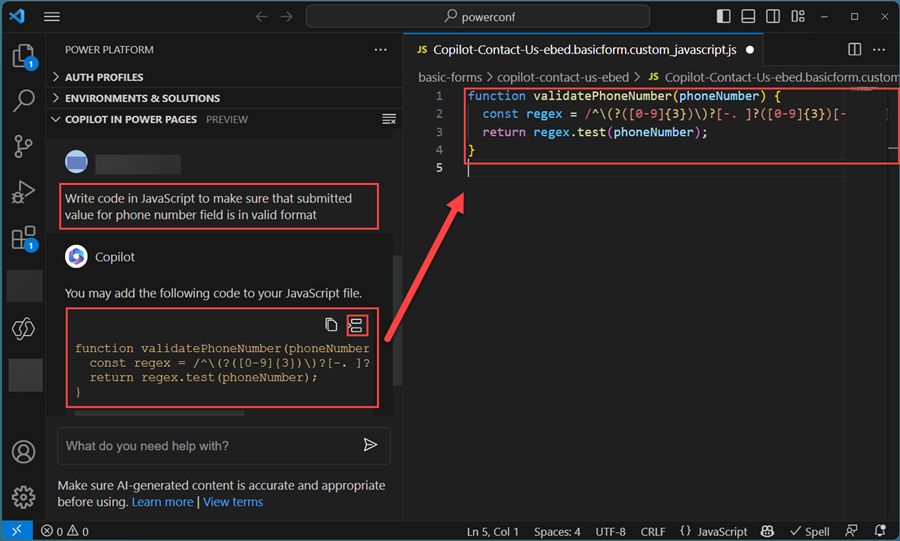 powerconf
POWER PLATFORM
AUTH PROFILES
ENVIRONMENTS & SOLUTIONS
COPILOT IN POWER PAGES PREVIEW
Write code in JavaScript to make sure that submitted
value for phone number field is in valid format
Copilot
You may add the following code to your JavaScript file.
function validatePhoneNumber(phoneNumber
const regex = /^\(?([0-9]{3})\)?[-. ]?
return regex.test(phoneNumber);
}
What do you need help with?
Make sure AI-generated content is accurate and appropriate
before using. Learn more | View terms
1
1
JS Copilot-Contact-Us-ebed.basicform.custom_javascript.js
basic-forms > copilot-contact-us-ebed > JS Copilot-Contact-Us-ebed.basicform.custom
1 function validatePhoneNumber(phoneNumber) {
2 const regex = /^\(?([0-9]{3})\)?[-. ]?([0-9]{3})[-
3 return regex.test(phoneNumber);
4 }
5
0 0 Ln 5, Col 1 Spaces: 4 UTF-8 CRLF {} JavaScript Spell